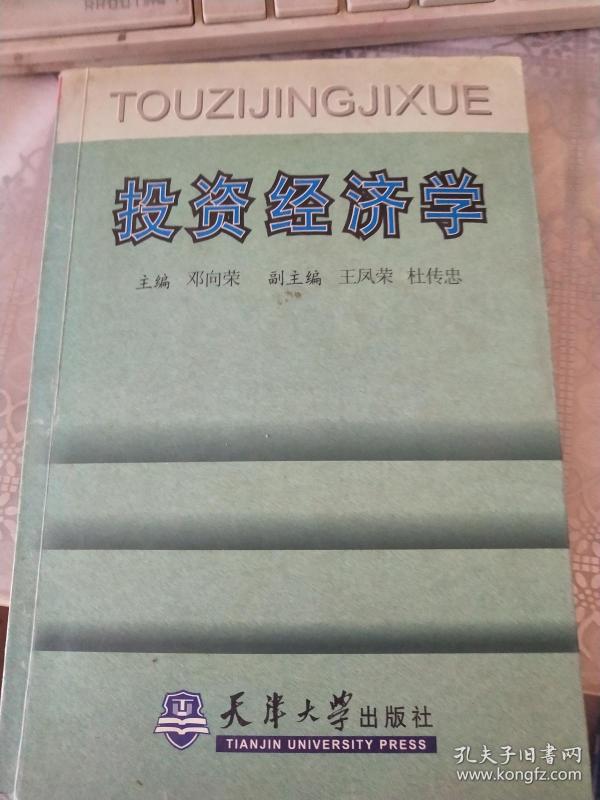 TOUZIJINGJIXUE
投资经济学
主编 邓向荣 副主编 王凤荣 杜传忠
天津大学出版社
TIANJIN UNIVERSITY PRESS
孔夫子旧书网
www.kongfz.com